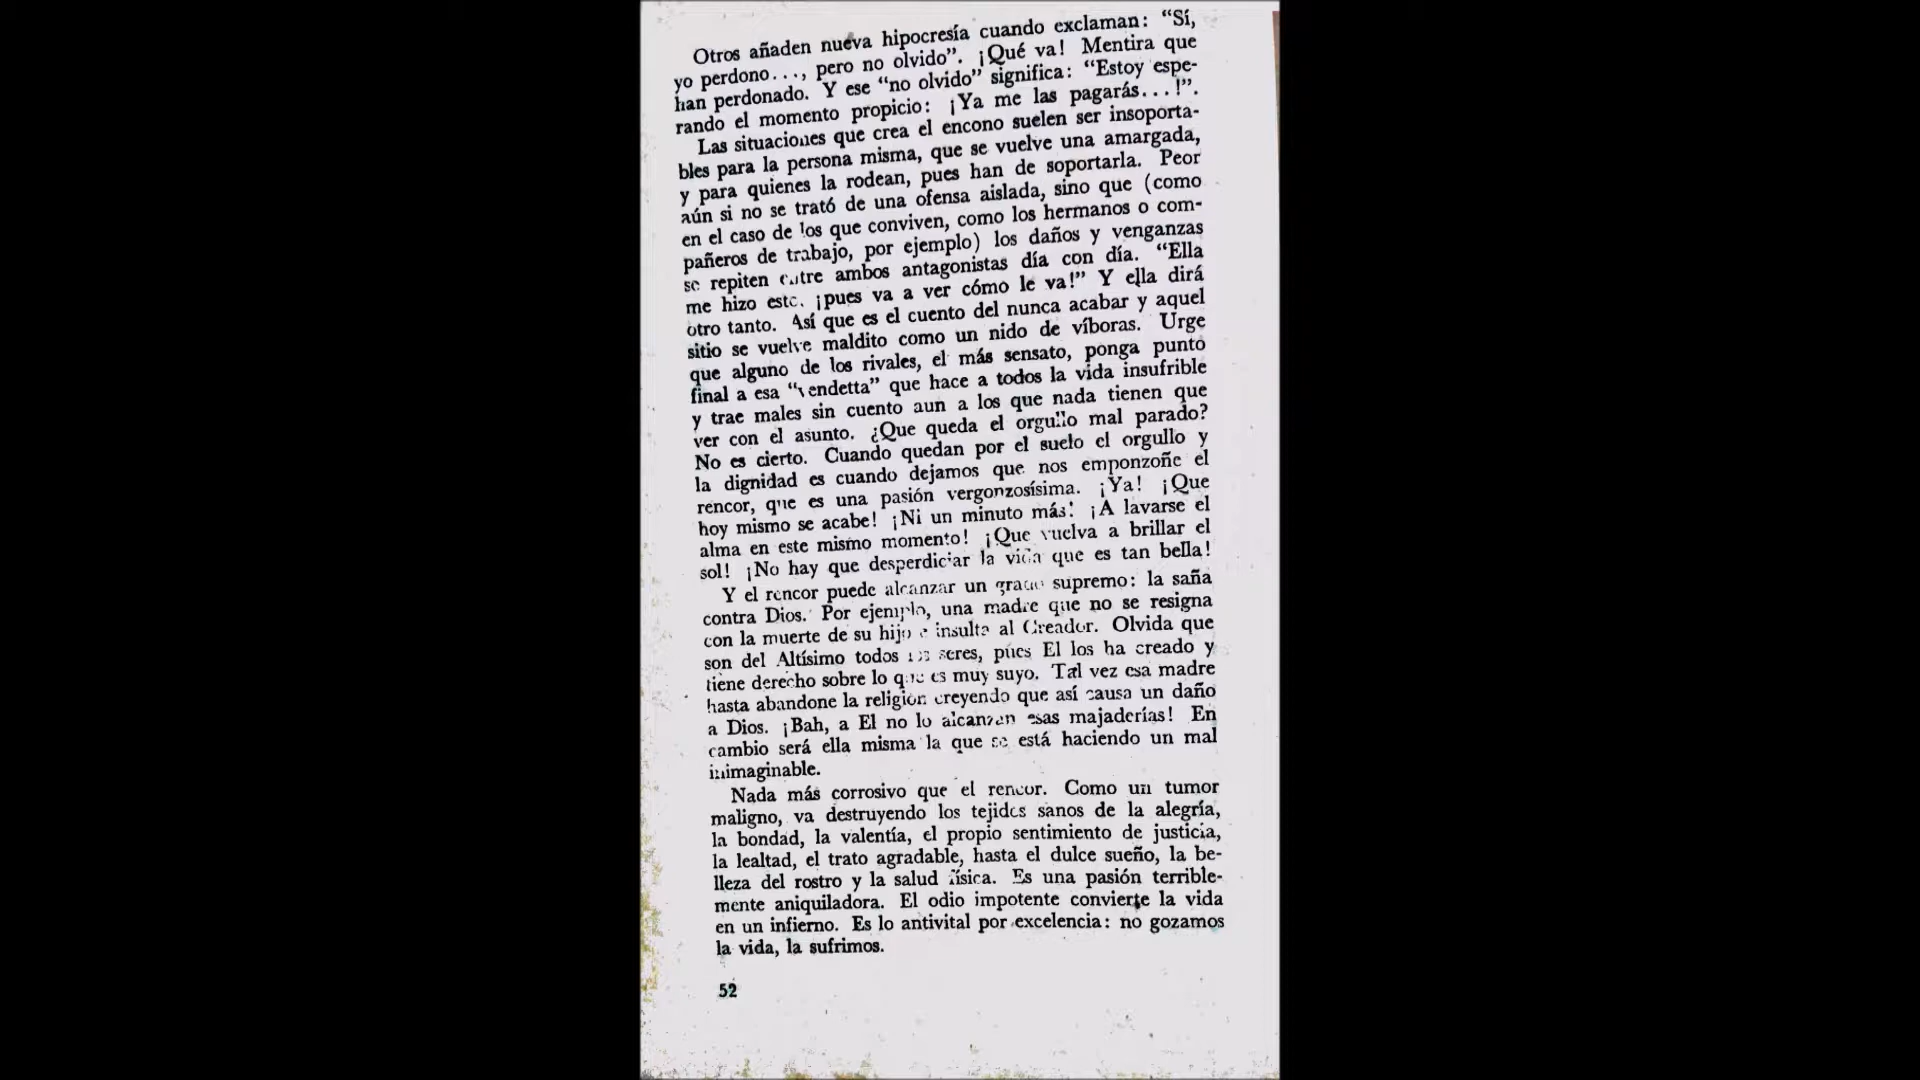 Otros añaden nueva hipocresía cuando exclaman: “Sí,
yo perdono..., pero no olvido”. ¡Qué va! Mentira que
han perdonado. Y ese “no olvido” significa: “Estoy espe-
rando el momento propicio: ¡Ya me las pagarás...!”.
Las situaciones que crea el encono suelen ser insoporta-
bles para la persona misma, que se vuelve una amargada,
y para quienes la rodean, pues han de soportarla. Peor
aún si no se trató de una ofensa aislada, sino que (como
en el caso de los que conviven, como los hermanos o com-
pañeros de trabajo, por ejemplo) los daños y venganzas
se repiten entre ambos antagonistas día con día. “Ella
me hizo esto, ¡pues va a ver cómo le va!” Y ella dirá
otro tanto. Así que es el cuento del nunca acabar y aquel
sitio se vuelve maldito como un nido de víboras. Urge
que alguno de los rivales, el más sensato, ponga punto
final a esa “vendetta” que hace a todos la vida insufrible
y trae males sin cuento aun a los que nada tienen que
ver con el asunto. ¿Que queda el orgullo mal parado?
No es cierto. Cuando quedan por el suelo el orgullo y
la dignidad es cuando dejamos que nos emponzoñe el
rencor, que es una pasión vergonzosísima. ¡Ya! ¡Que
hoy mismo se acabe! ¡Ni un minuto más! ¡A lavarse el
alma en este mismo momento! ¡Que vuelva a brillar el
sol! ¡No hay que desperdiciar la vida que es tan bella!
Y el rencor puede alcanzar un grado supremo: la saña
contra Dios. Por ejemplo, una madre que no se resigna
con la muerte de su hijo e insulta al Creador. Olvida que
son del Altísimo todos los seres, pues El los ha creado y
tiene derecho sobre lo que es muy suyo. Tal vez esa madre
hasta abandone la religión creyendo que así causa un daño
a Dios. ¡Bah, a El no lo alcanzan esas majaderías! En
cambio será ella misma la que se está haciendo un mal
inimaginable.
Nada más corrosivo que el rencor. Como un tumor
maligno, va destruyendo los tejidos sanos de la alegría,
la bondad, la valentía, el propio sentimiento de justicia,
la lealtad, el trato agradable, hasta el dulce sueño, la be-
lleza del rostro y la salud física. Es una pasión terrible-
mente aniquiladora. El odio impotente convierte la vida
en un infierno. Es lo antivital por excelencia: no gozamos
la vida, la sufrimos.
52